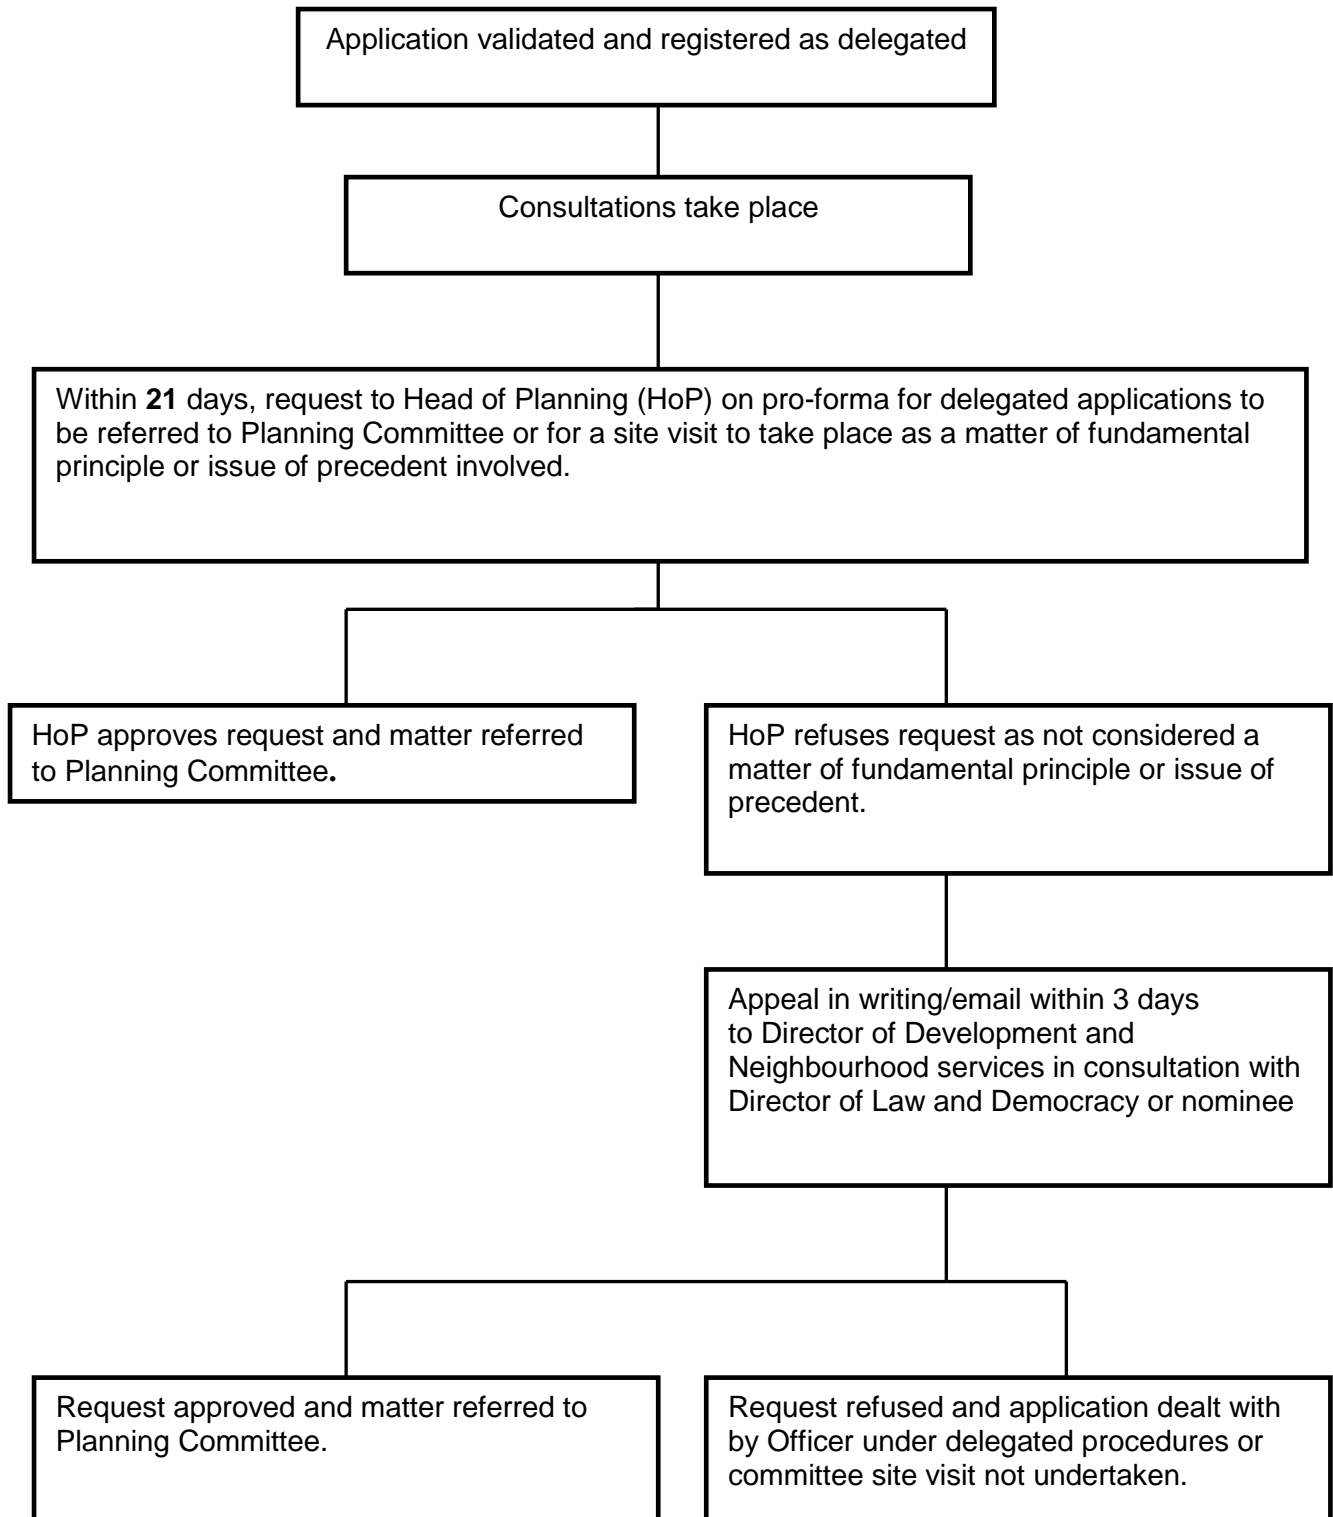 Application validated and registered as delegated
Consultations take place
Within 21 days, request to Head of Planning (HoP) on pro-forma for delegated applications to
be referred to Planning Committee or for a site visit to take place as a matter of fundamental
principle or issue of precedent involved.
HoP approves request and matter referred
to Planning Committee.
HoP refuses request as not considered a
matter of fundamental principle or issue of
precedent.
Appeal in writing/email within 3 days
to Director of Development and
Neighbourhood services in consultation with
Director of Law and Democracy or nominee
Request approved and matter referred to
Planning Committee.
Request refused and application dealt with
by Officer under delegated procedures or
committee site visit not undertaken.